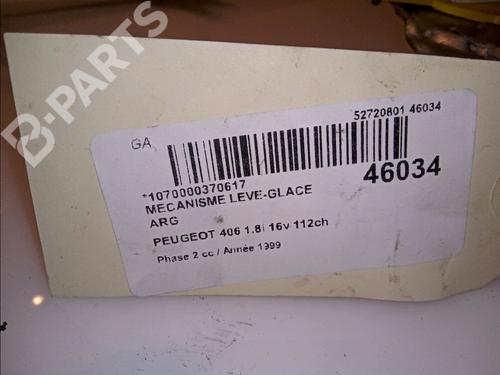 B-PARTS
52720801 46034
GA
*1070000370617
46034
MECANISME LEVE-GLACE
ARG
PEUGEOT 406 1.8i 16v 112ch
Phase 2 cc / Année 1999